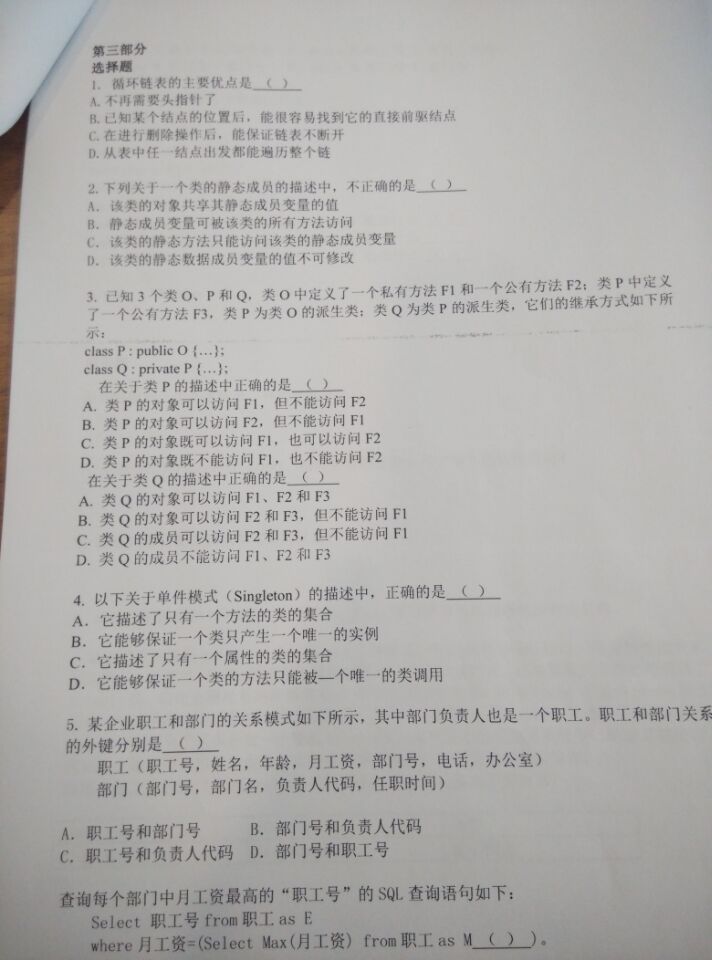 第三部分
选择题
1. 循环链表的主要优点是 ( )
A.不再需要头指针了
B.已知某个结点的位置后，能很容易找到它的直接前驱结点
C.在进行删除操作后，能保证链表不断开
D.从表中任一结点出发都能遍历整个链
2.下列关于一个类的静态成员的描述中，不正确的是 ( )
A. 该类的对象共享其静态成员变量的值
B. 静态成员变量可被该类的所有方法访问
C. 该类的静态方法只能访问该类的静态成员变量
D. 该类的静态数据成员变量的值不可修改
3. 已知 3 个类 O、P 和 Q，类 O 中定义了一个私有方法 F1 和一个公有方法 F2；类 P 中定义
了一个公有方法 F3，类 P 为类 O 的派生类；类 Q 为类 P 的派生类，它们的继承方式如下所
示：
class P : public O {…};
class Q : private P {…};
在关于类 P 的描述中正确的是 ( )
A. 类 P 的对象可以访问 F1，但不能访问 F2
B. 类 P 的对象可以访问 F2，但不能访问 F1
C. 类 P 的对象既可以访问 F1，也可以访问 F2
D. 类 P 的对象既不能访问 F1，也不能访问 F2
在关于类 Q 的描述中正确的是 ( )
A. 类 Q 的对象可以访问 F1、F2 和 F3
B. 类 Q 的对象可以访问 F2 和 F3，但不能访问 F1
C. 类 Q 的成员可以访问 F2 和 F3，但不能访问 F1
D. 类 Q 的成员不能访问 F1、F2 和 F3
4. 以下关于单件模式（Singleton）的描述中，正确的是 ( )
A. 它描述了只有一个方法的类的集合
B. 它能够保证一个类只产生一个唯一的实例
C. 它描述了只有一个属性的类的集合
D. 它能够保证一个类的方法只能被—个唯一的类调用
5. 某企业职工和部门的关系模式如下所示，其中部门负责人也是一个职工。职工和部门关系
的外键分别是 ( )
职工（职工号，姓名，年龄，月工资，部门号，电话，办公室）
部门（部门号，部门名，负责人代码，任职时间）
A. 职工号和部门号 B. 部门号和负责人代码
C. 职工号和负责人代码 D. 部门号和职工号
查询每个部门中月工资最高的“职工号”的 SQL 查询语句如下：
Select 职工号 from 职工 as E
where 月工资=(Select Max(月工资) from 职工 as M ( ) )。